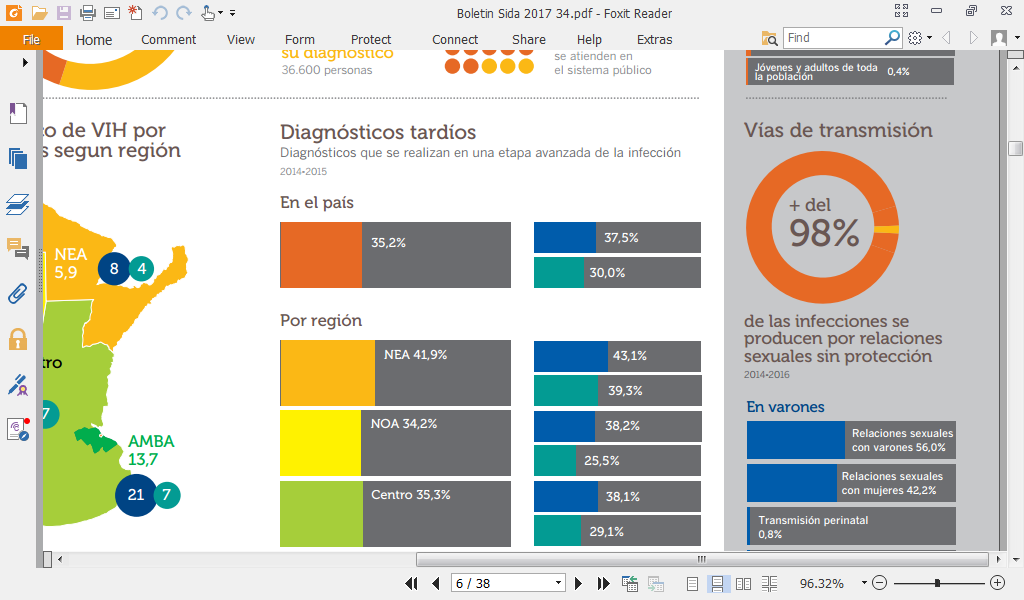 Boletin Sida 2017 34.pdf - Foxit Reader
File
Home
Comment
View
Form
Protect
Connect
Share
Help
Extras
Find
su diagnóstico
36.600 personas
se atienden en
el sistema público
Jóvenes y adultos de toda
la población
0,4%
co de VIH por
s segun región
NEA
5,9
8
4
tro
7
AMBA
13,7
21
7
Diagnósticos tardíos
Diagnósticos que se realizan en una etapa avanzada de la infección
2014•2015
En el país
35,2%
37,5%
30,0%
Por región
NEA 41,9%
43,1%
39,3%
NOA 34,2%
38,2%
25,5%
Centro 35,3%
38,1%
29,1%
Vías de transmisión
+ del
98%
de las infecciones se
producen por relaciones
sexuales sin protección
2014•2016
En varones
Relaciones sexuales
con varones 56,0%
Relaciones sexuales
con mujeres 42,2%
Transmisión perinatal
0,8%
6 / 38
96.32%